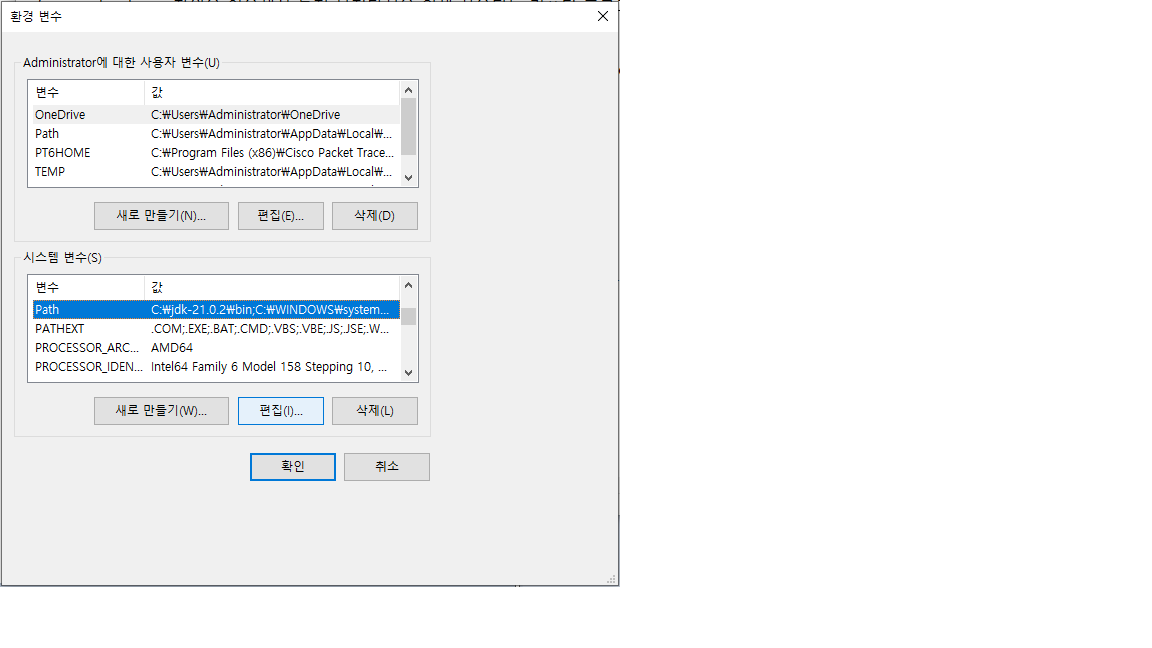 환경 변수
Administrator에 대한 사용자 변수(U)
변수 값
OneDrive C:₩Users₩Administrator₩OneDrive
Path C:₩Users₩Administrator₩AppData₩Local₩...
PT6HOME C:₩Program Files (x86)₩Cisco Packet Trace...
TEMP C:₩Users₩Administrator₩AppData₩Local₩...
새로 만들기(N)... 편집(E)... 삭제(D)
시스템 변수(S)
변수 값
Path C:₩jdk-21.0.2₩bin;C:₩WINDOWS₩system...
PATHEXT .COM;.EXE;.BAT;.CMD;.VBS;.VBE;.JS;.JSE;.W...
PROCESSOR_ARC... AMD64
PROCESSOR_IDEN... Intel64 Family 6 Model 158 Stepping 10, ...
새로 만들기(W)... 편집(I)... 삭제(L)
확인 취소